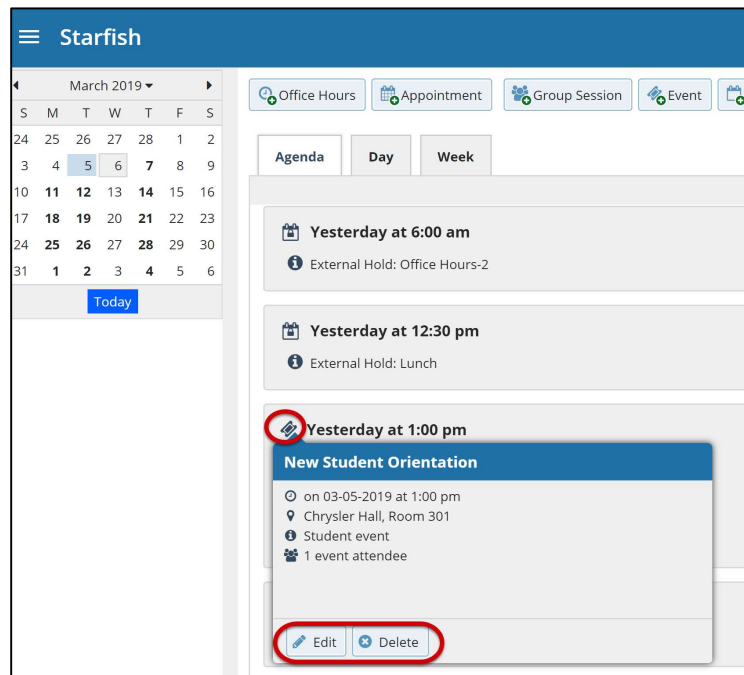 Starfish
March 2019
S M T W T F S
24 25 26 27 28 1 2
3 4 5 6 7 8 9
10 11 12 13 14 15 16
17 18 19 20 21 22 23
24 25 26 27 28 29 30
31 1 2 3 4 5 6
Today
Office Hours Appointment Group Session Event
Agenda Day Week
Yesterday at 6:00 am
External Hold: Office Hours-2
Yesterday at 12:30 pm
External Hold: Lunch
Yesterday at 1:00 pm
New Student Orientation
on 03-05-2019 at 1:00 pm
Chrysler Hall, Room 301
Student event
1 event attendee
Edit Delete